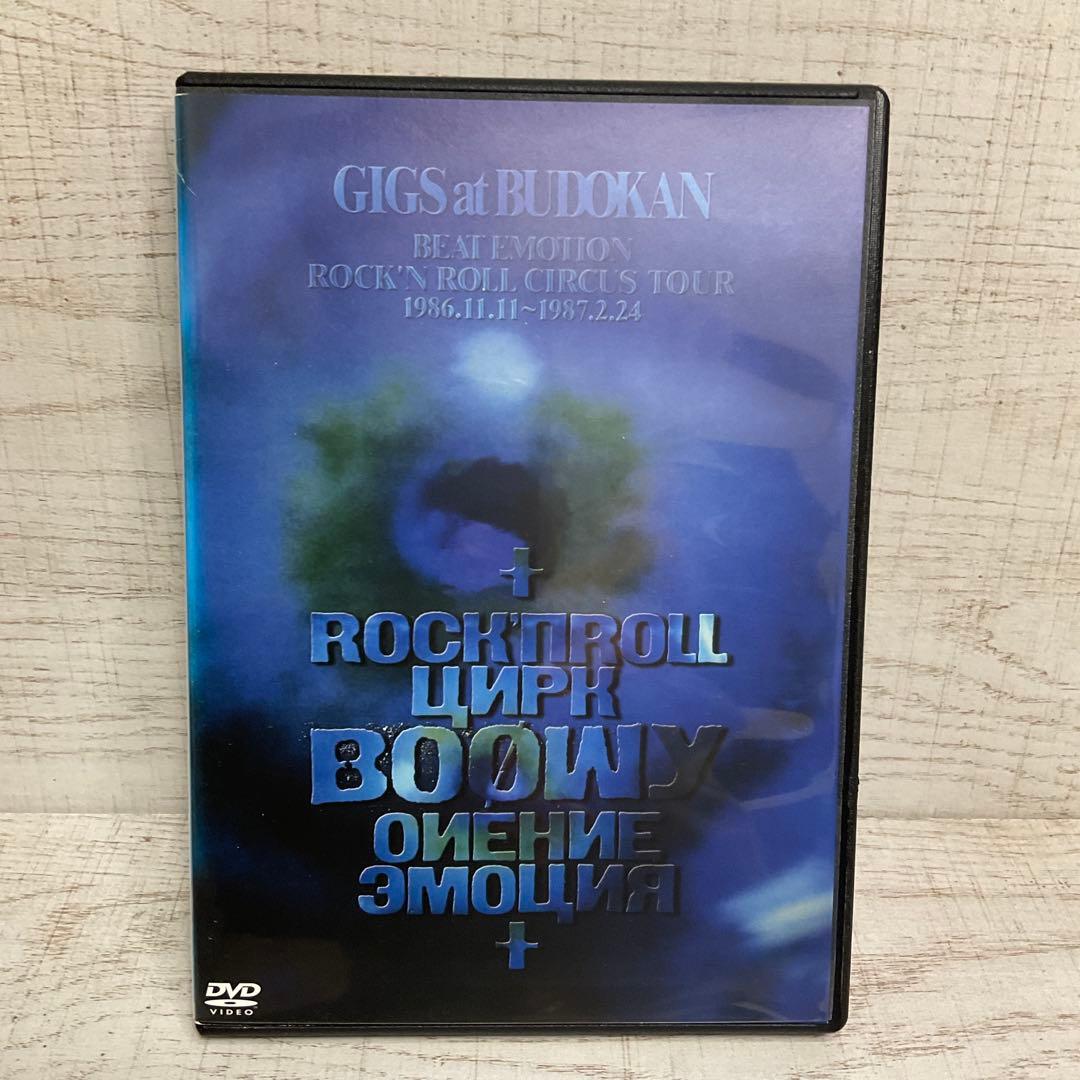 GIGS at BUDOKAN
BEAT EMOTION
ROCK'N ROLL CIRCUS TOUR
1986.11.11~1987.2.24
ROCK'ПROLL
ЦИРК
BOØWY
ОИЕНИЕ
ЭМОЦИЯ
DVD
VIDEO